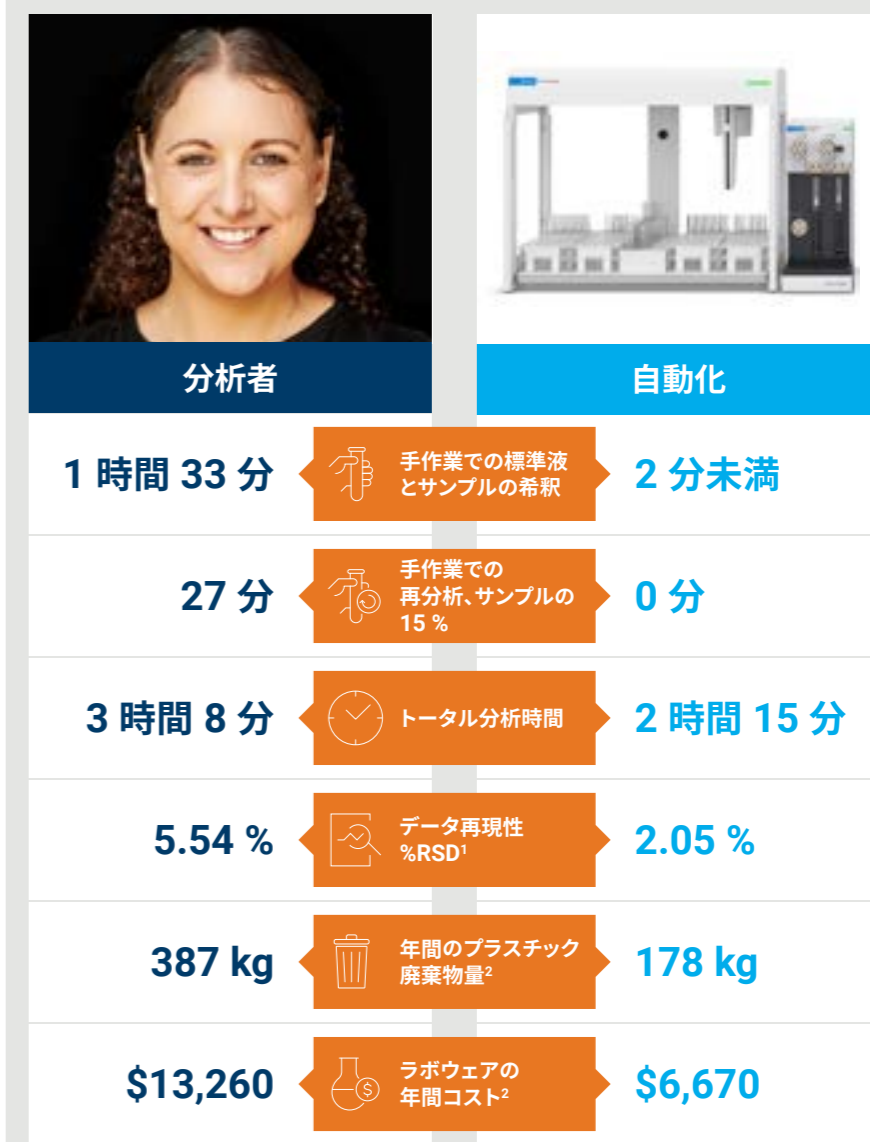 分析者
自動化
1 時間 33 分
手作業での標準液
とサンプルの希釈
2 分未満
27 分
手作業での
再分析、サンプルの
15 %
0 分
3 時間 8 分
トータル分析時間
2 時間 15 分
5.54 %
データ再現性
%RSD¹
2.05 %
387 kg
年間のプラスチック
廃棄物量²
178 kg
$13,260
ラボウェアの
年間コスト²
$6,670